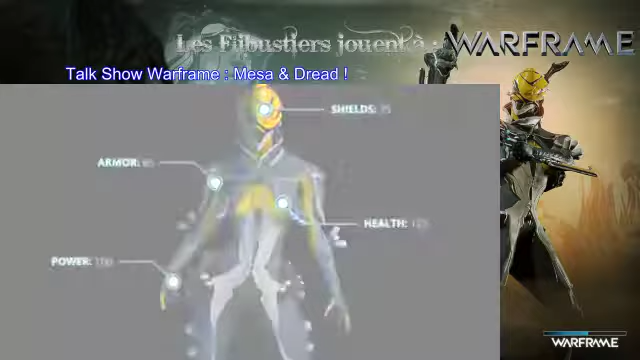 Les Flibustiers jouent à : WARFRAME
Talk Show Warframe : Mesa & Dread !
SHIELDS:
ARMOR:
HEALTH:
POWER:
WARFRAME